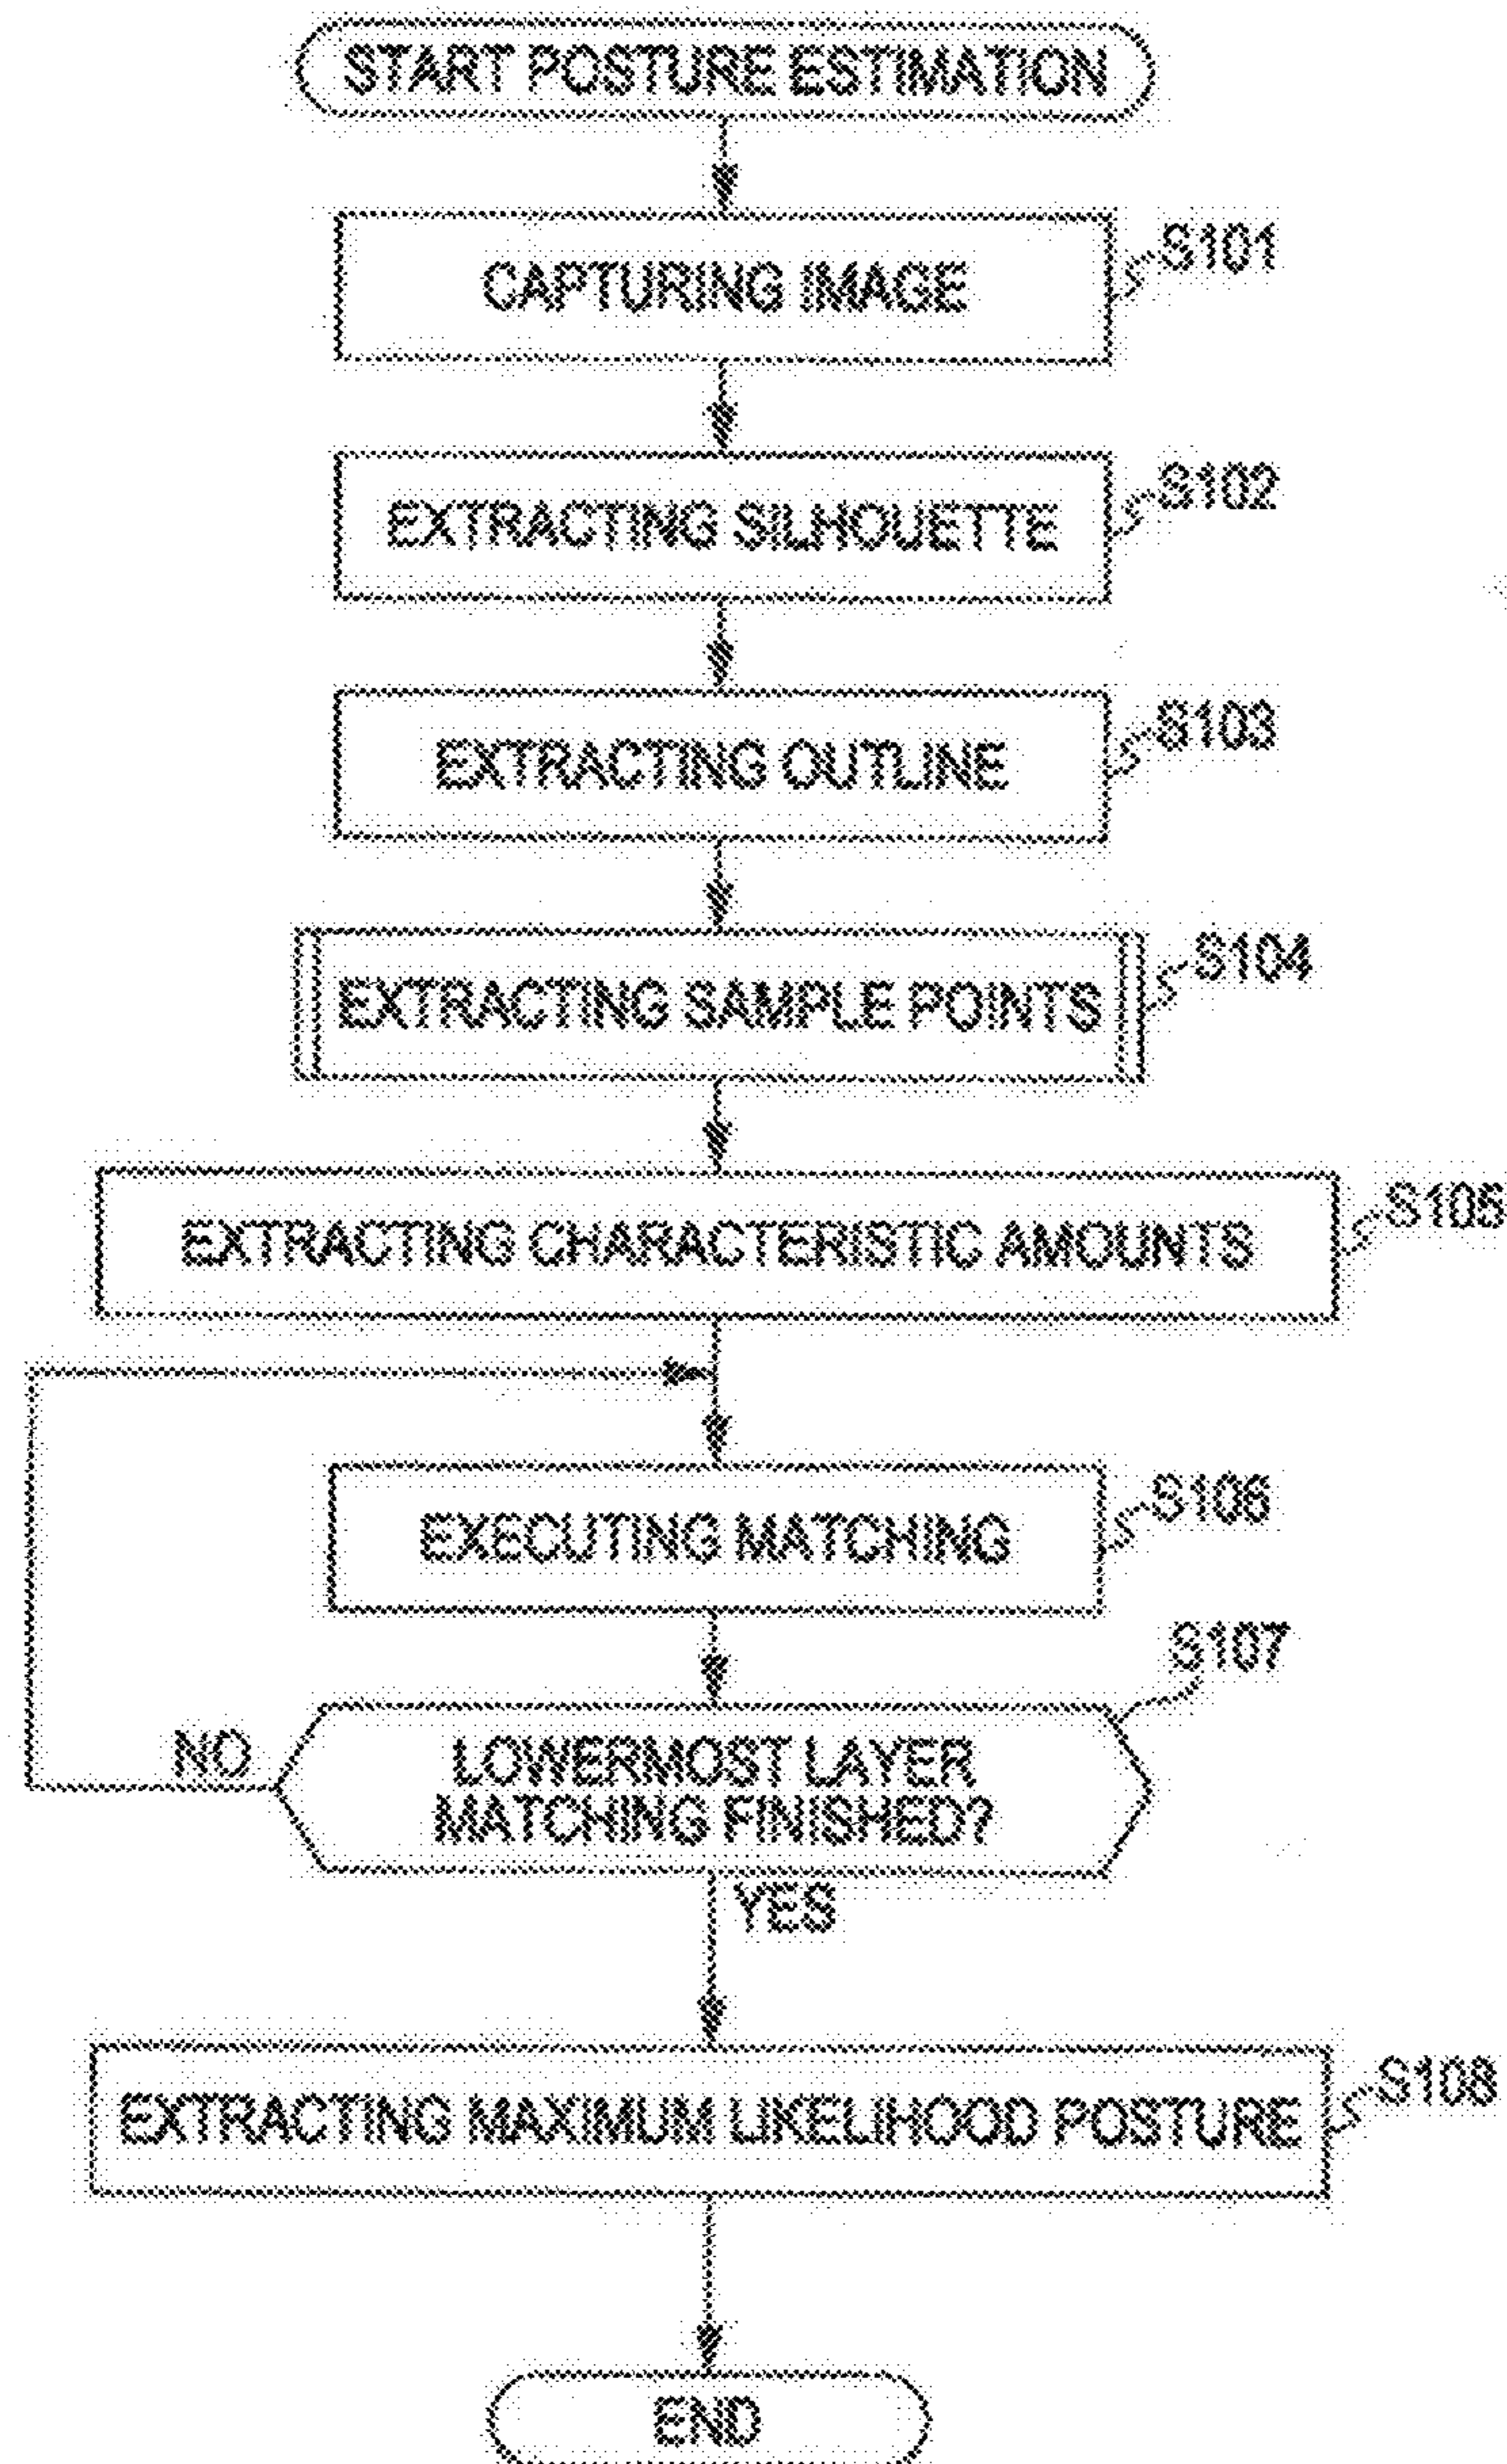 START POSTURE ESTIMATION
CAPTURING IMAGE
S101
EXTRACTING SILHOUETTE
S102
EXTRACTING OUTLINE
S103
EXTRACTING SAMPLE POINTS
S104
EXTRACTING CHARACTERISTIC AMOUNTS
S105
EXECUTING MATCHING
S106
S107
LOWERMOST LAYER
MATCHING FINISHED?
NO
YES
EXTRACTING MAXIMUM LIKELIHOOD POSTURE
S108
END